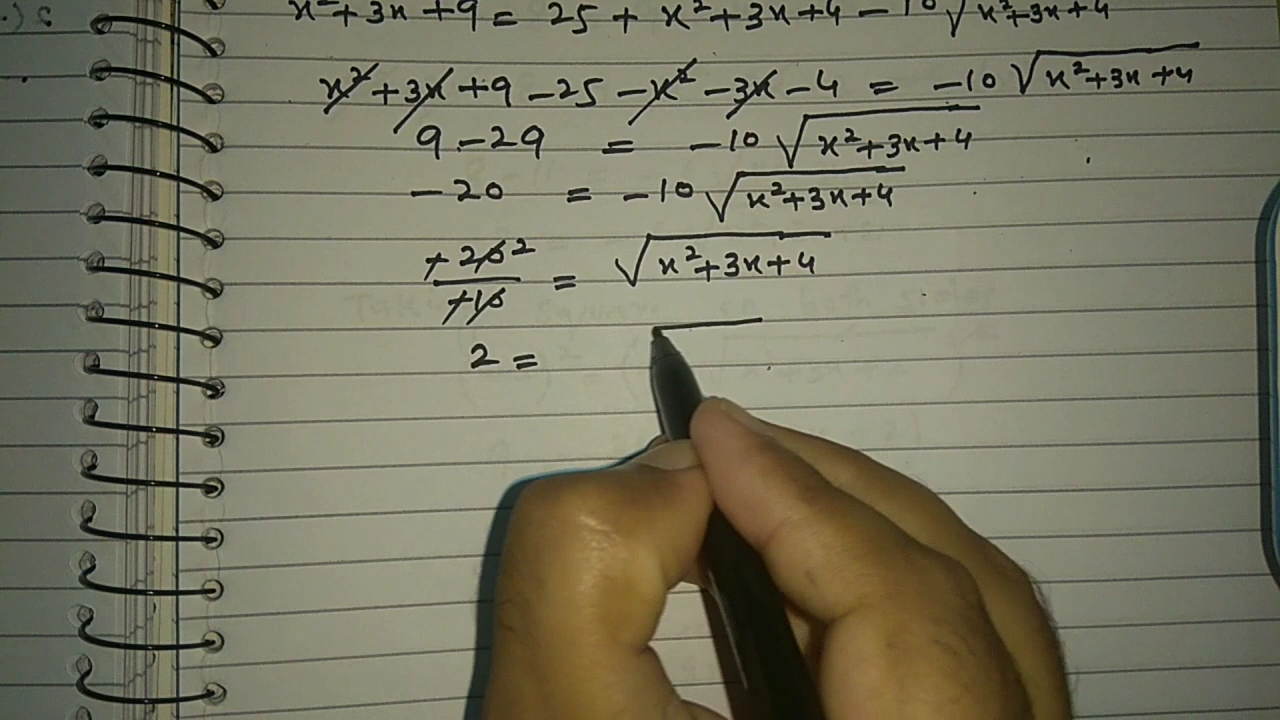 x²+3x+9 = 25 + x²+3x+4 - 10 √x²+3x+4
x² + 3x + 9 - 25 - x² - 3x - 4 = -10 √x²+3x+4
9 - 29 = -10 √x²+3x+4
-20 = -10 √x²+3x+4
-20 2 / -10 = √x²+3x+4
2 =